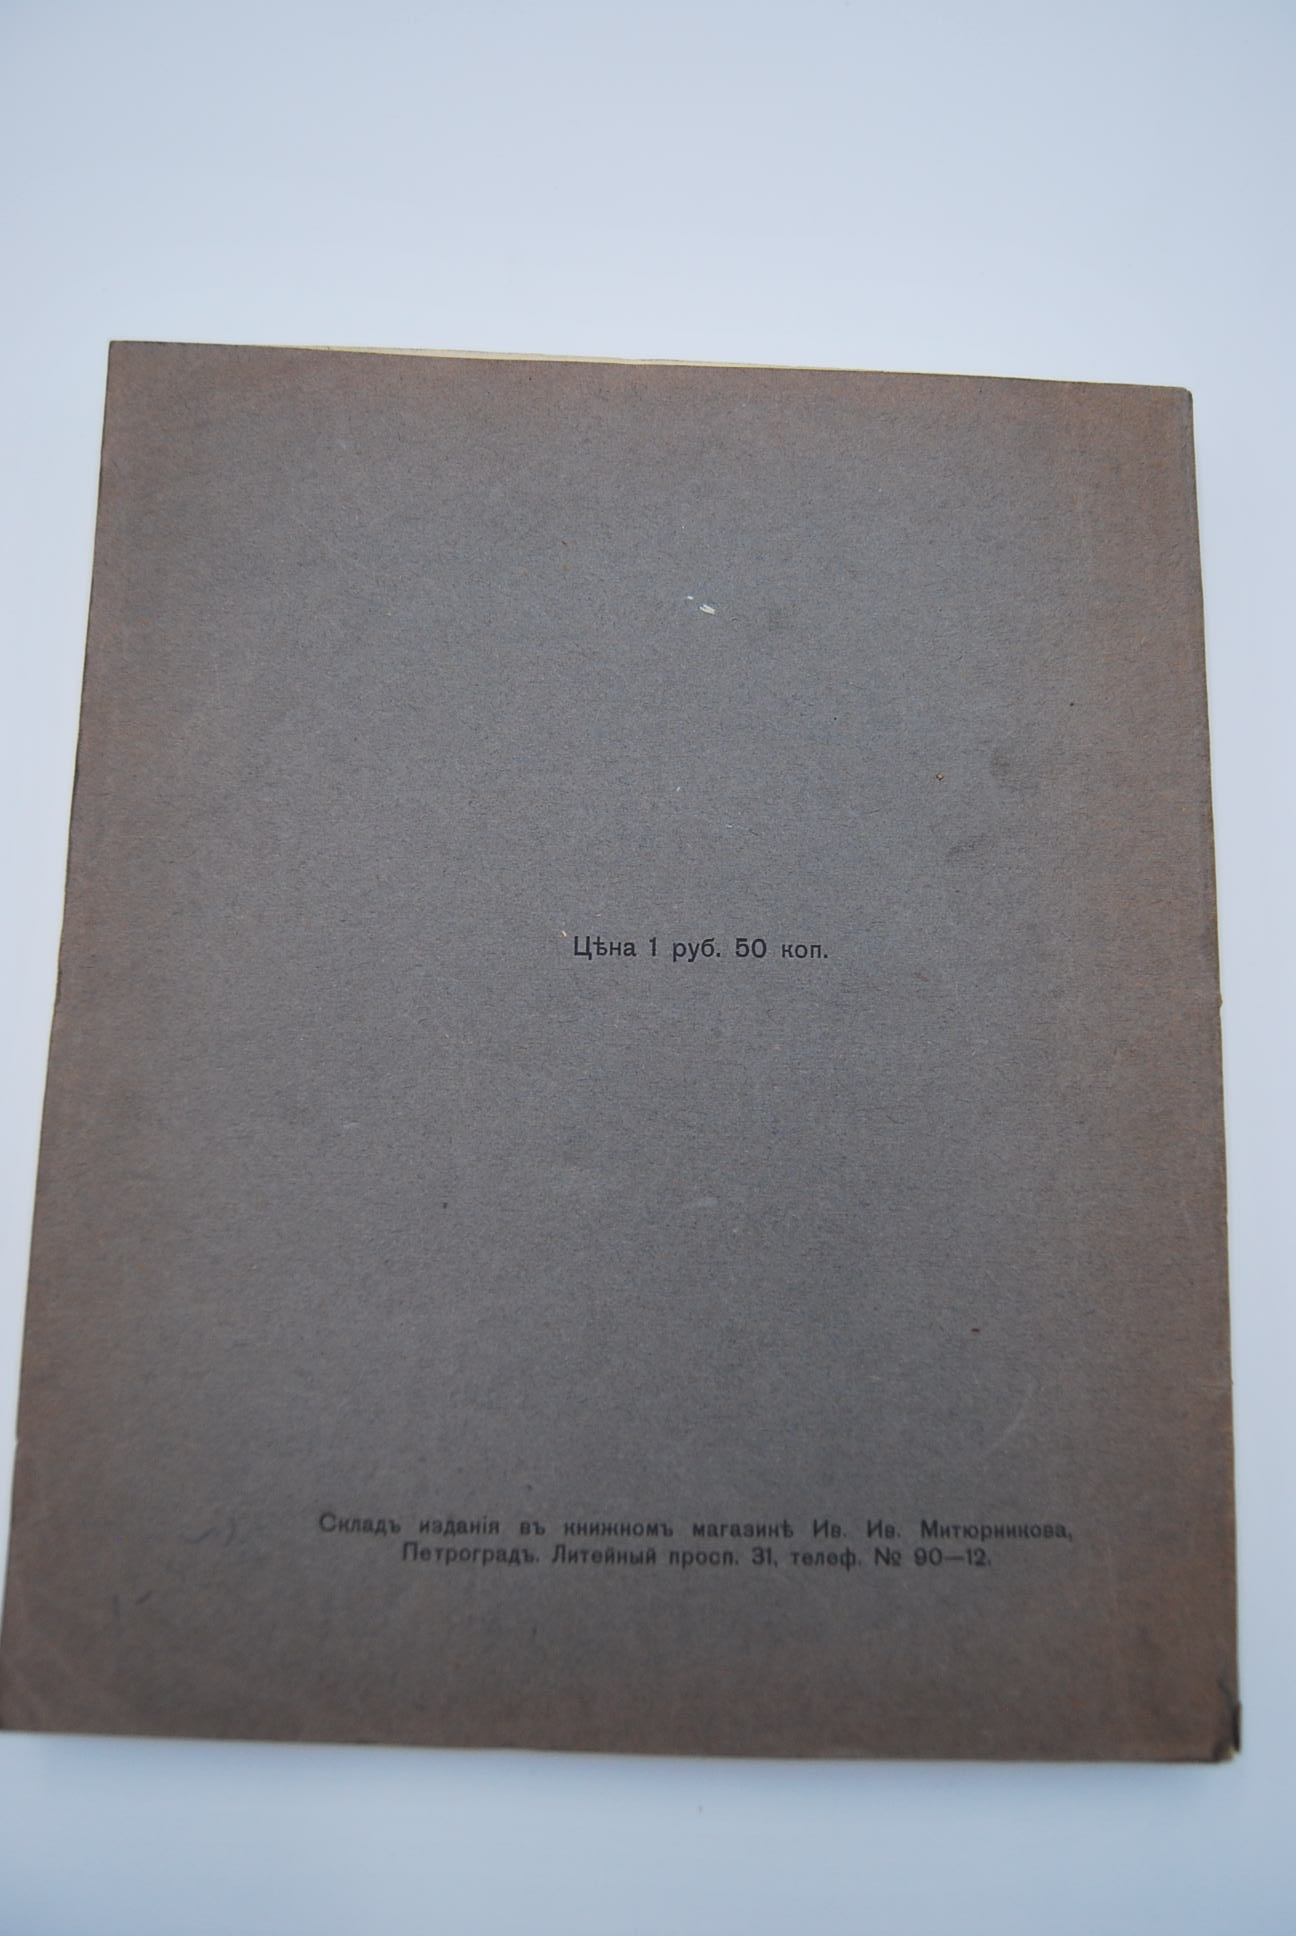 Цѣна 1 руб. 50 коп.
Складъ изданія въ книжномъ магазинѣ Ив. Ив. Митюрникова,
Петроградъ. Литейный просп. 31, телеф. № 90—12.